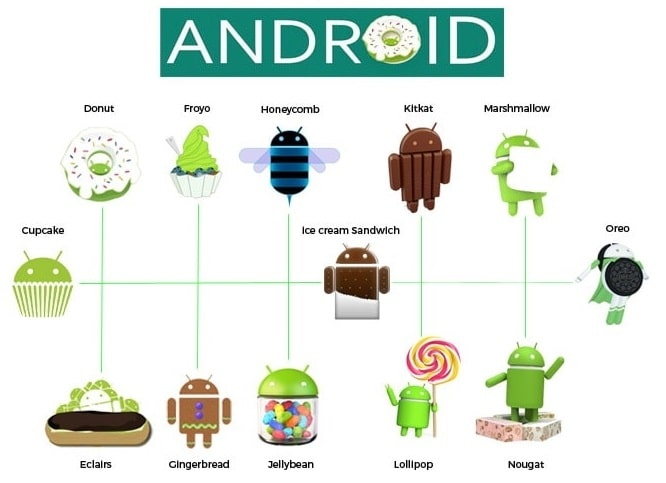 ANDROID
Donut
Froyo
Honeycomb
Kitkat
Marshmallow
Cupcake
Ice cream Sandwich
Oreo
Eclairs
Gingerbread
Jellybean
Lollipop
Nougat